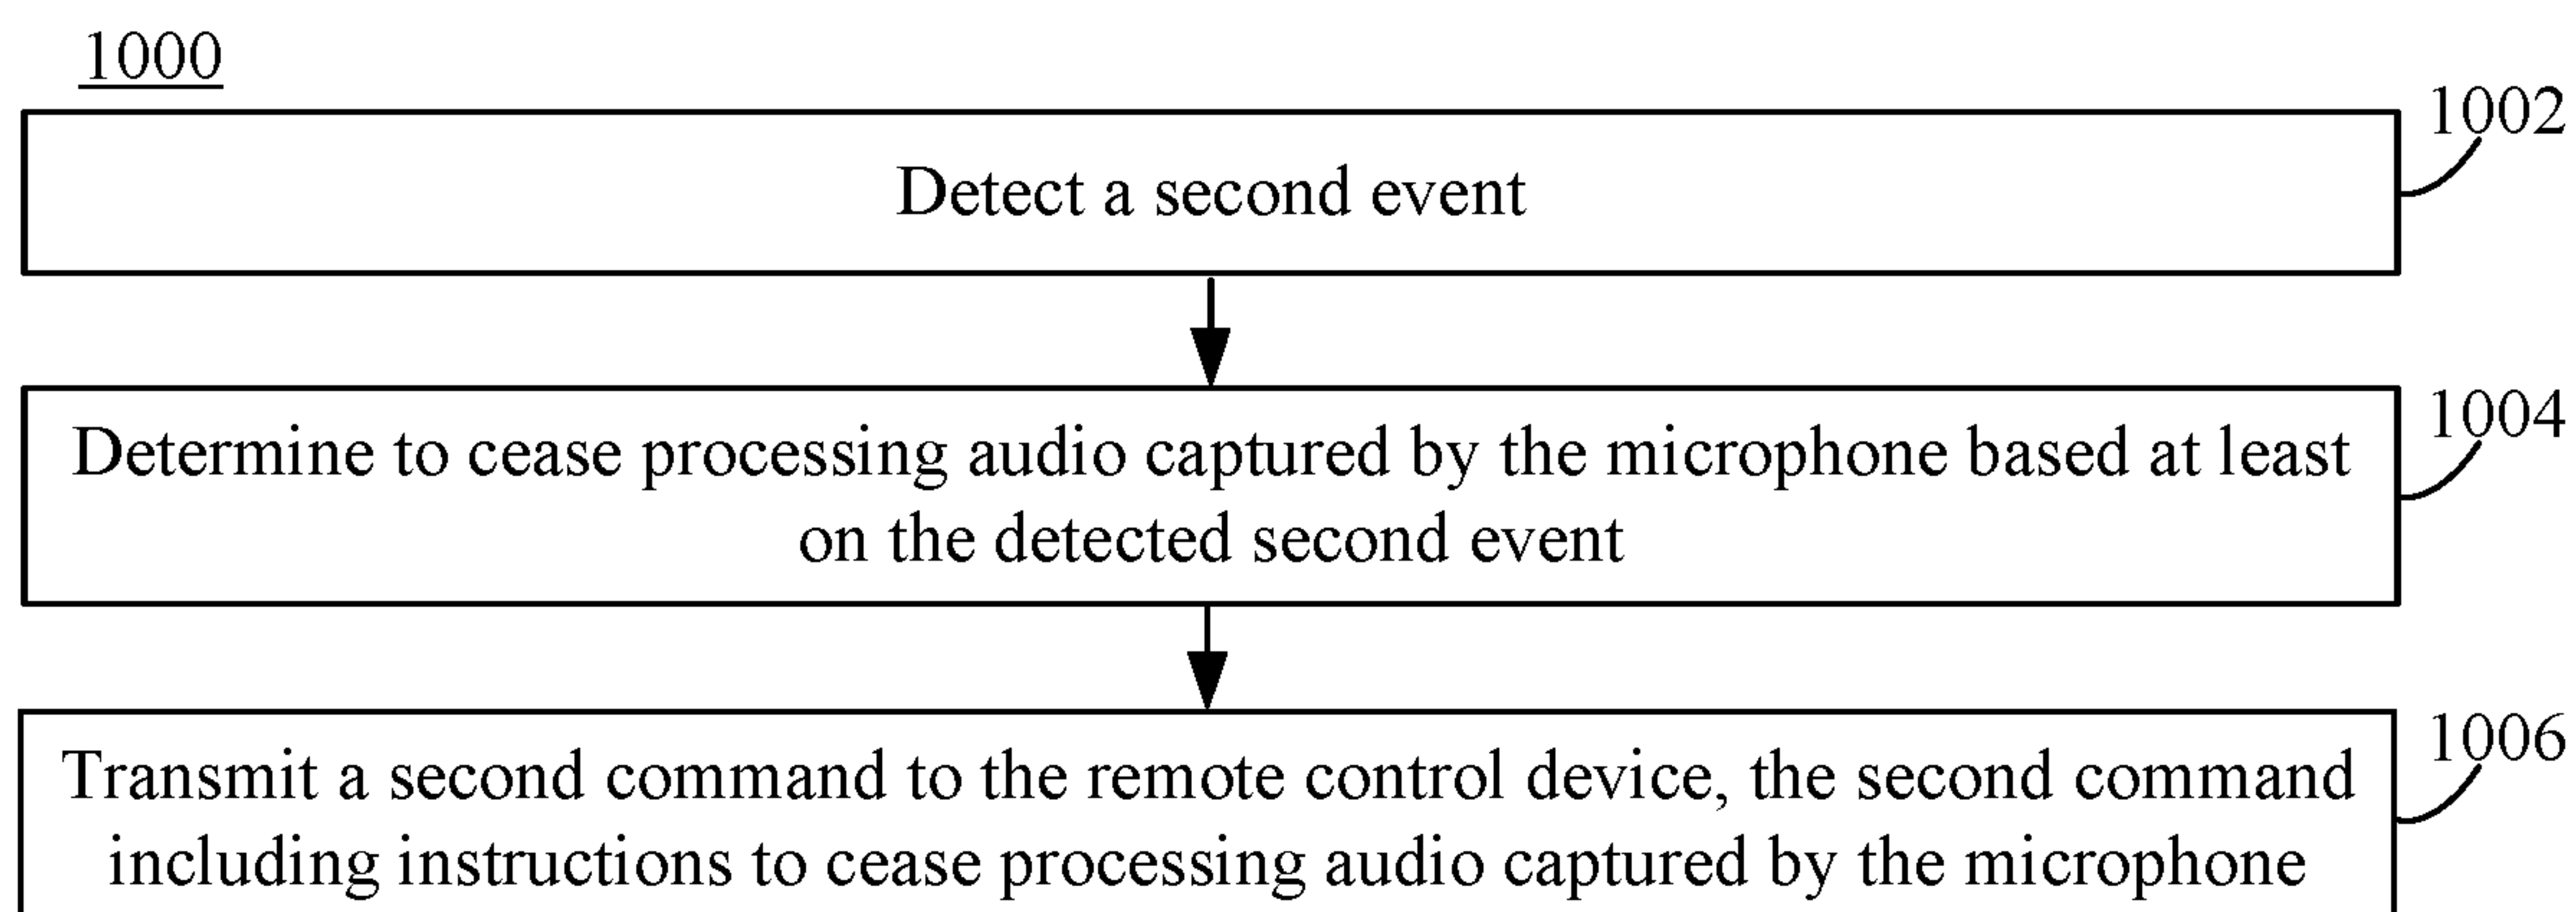 1000
1002
Detect a second event
1004
Determine to cease processing audio captured by the microphone based at least
on the detected second event
1006
Transmit a second command to the remote control device, the second command
including instructions to cease processing audio captured by the microphone